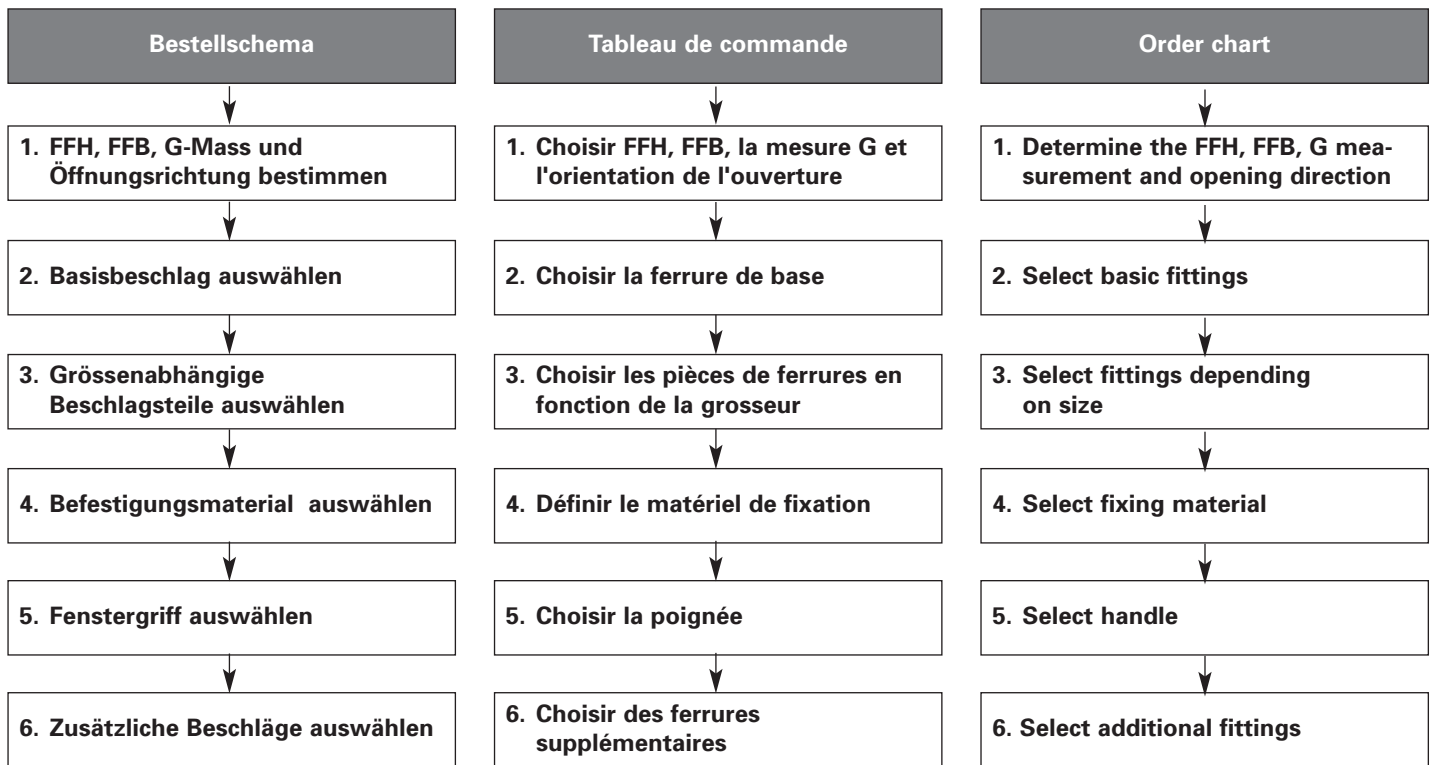 Bestellschema
1. FFH, FFB, G-Mass und
Öffnungsrichtung bestimmen
2. Basisbeschlag auswählen
3. Grössenabhängige
Beschlagsteile auswählen
4. Befestigungsmaterial auswählen
5. Fenstergriff auswählen
6. Zusätzliche Beschläge auswählen
Tableau de commande
1. Choisir FFH, FFB, la mesure G et
l'orientation de l'ouverture
2. Choisir la ferrure de base
3. Choisir les pièces de ferrures en
fonction de la grosseur
4. Définir le matériel de fixation
5. Choisir la poignée
6. Choisir des ferrures
supplémentaires
Order chart
1. Determine the FFH, FFB, G mea-
surement and opening direction
2. Select basic fittings
3. Select fittings depending
on size
4. Select fixing material
5. Select handle
6. Select additional fittings